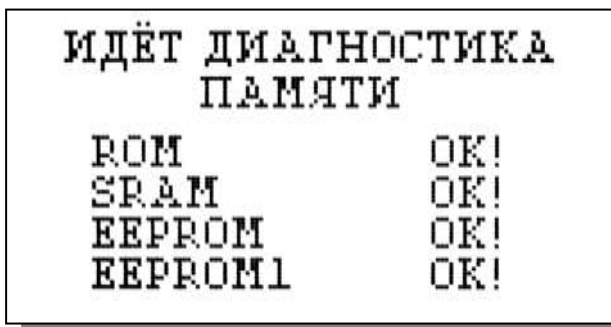 ИДЁТ ДИАГНОСТИКА
ПАМЯТИ
ROM OK!
SRAM OK!
EEPROM OK!
EEPROM1 OK!